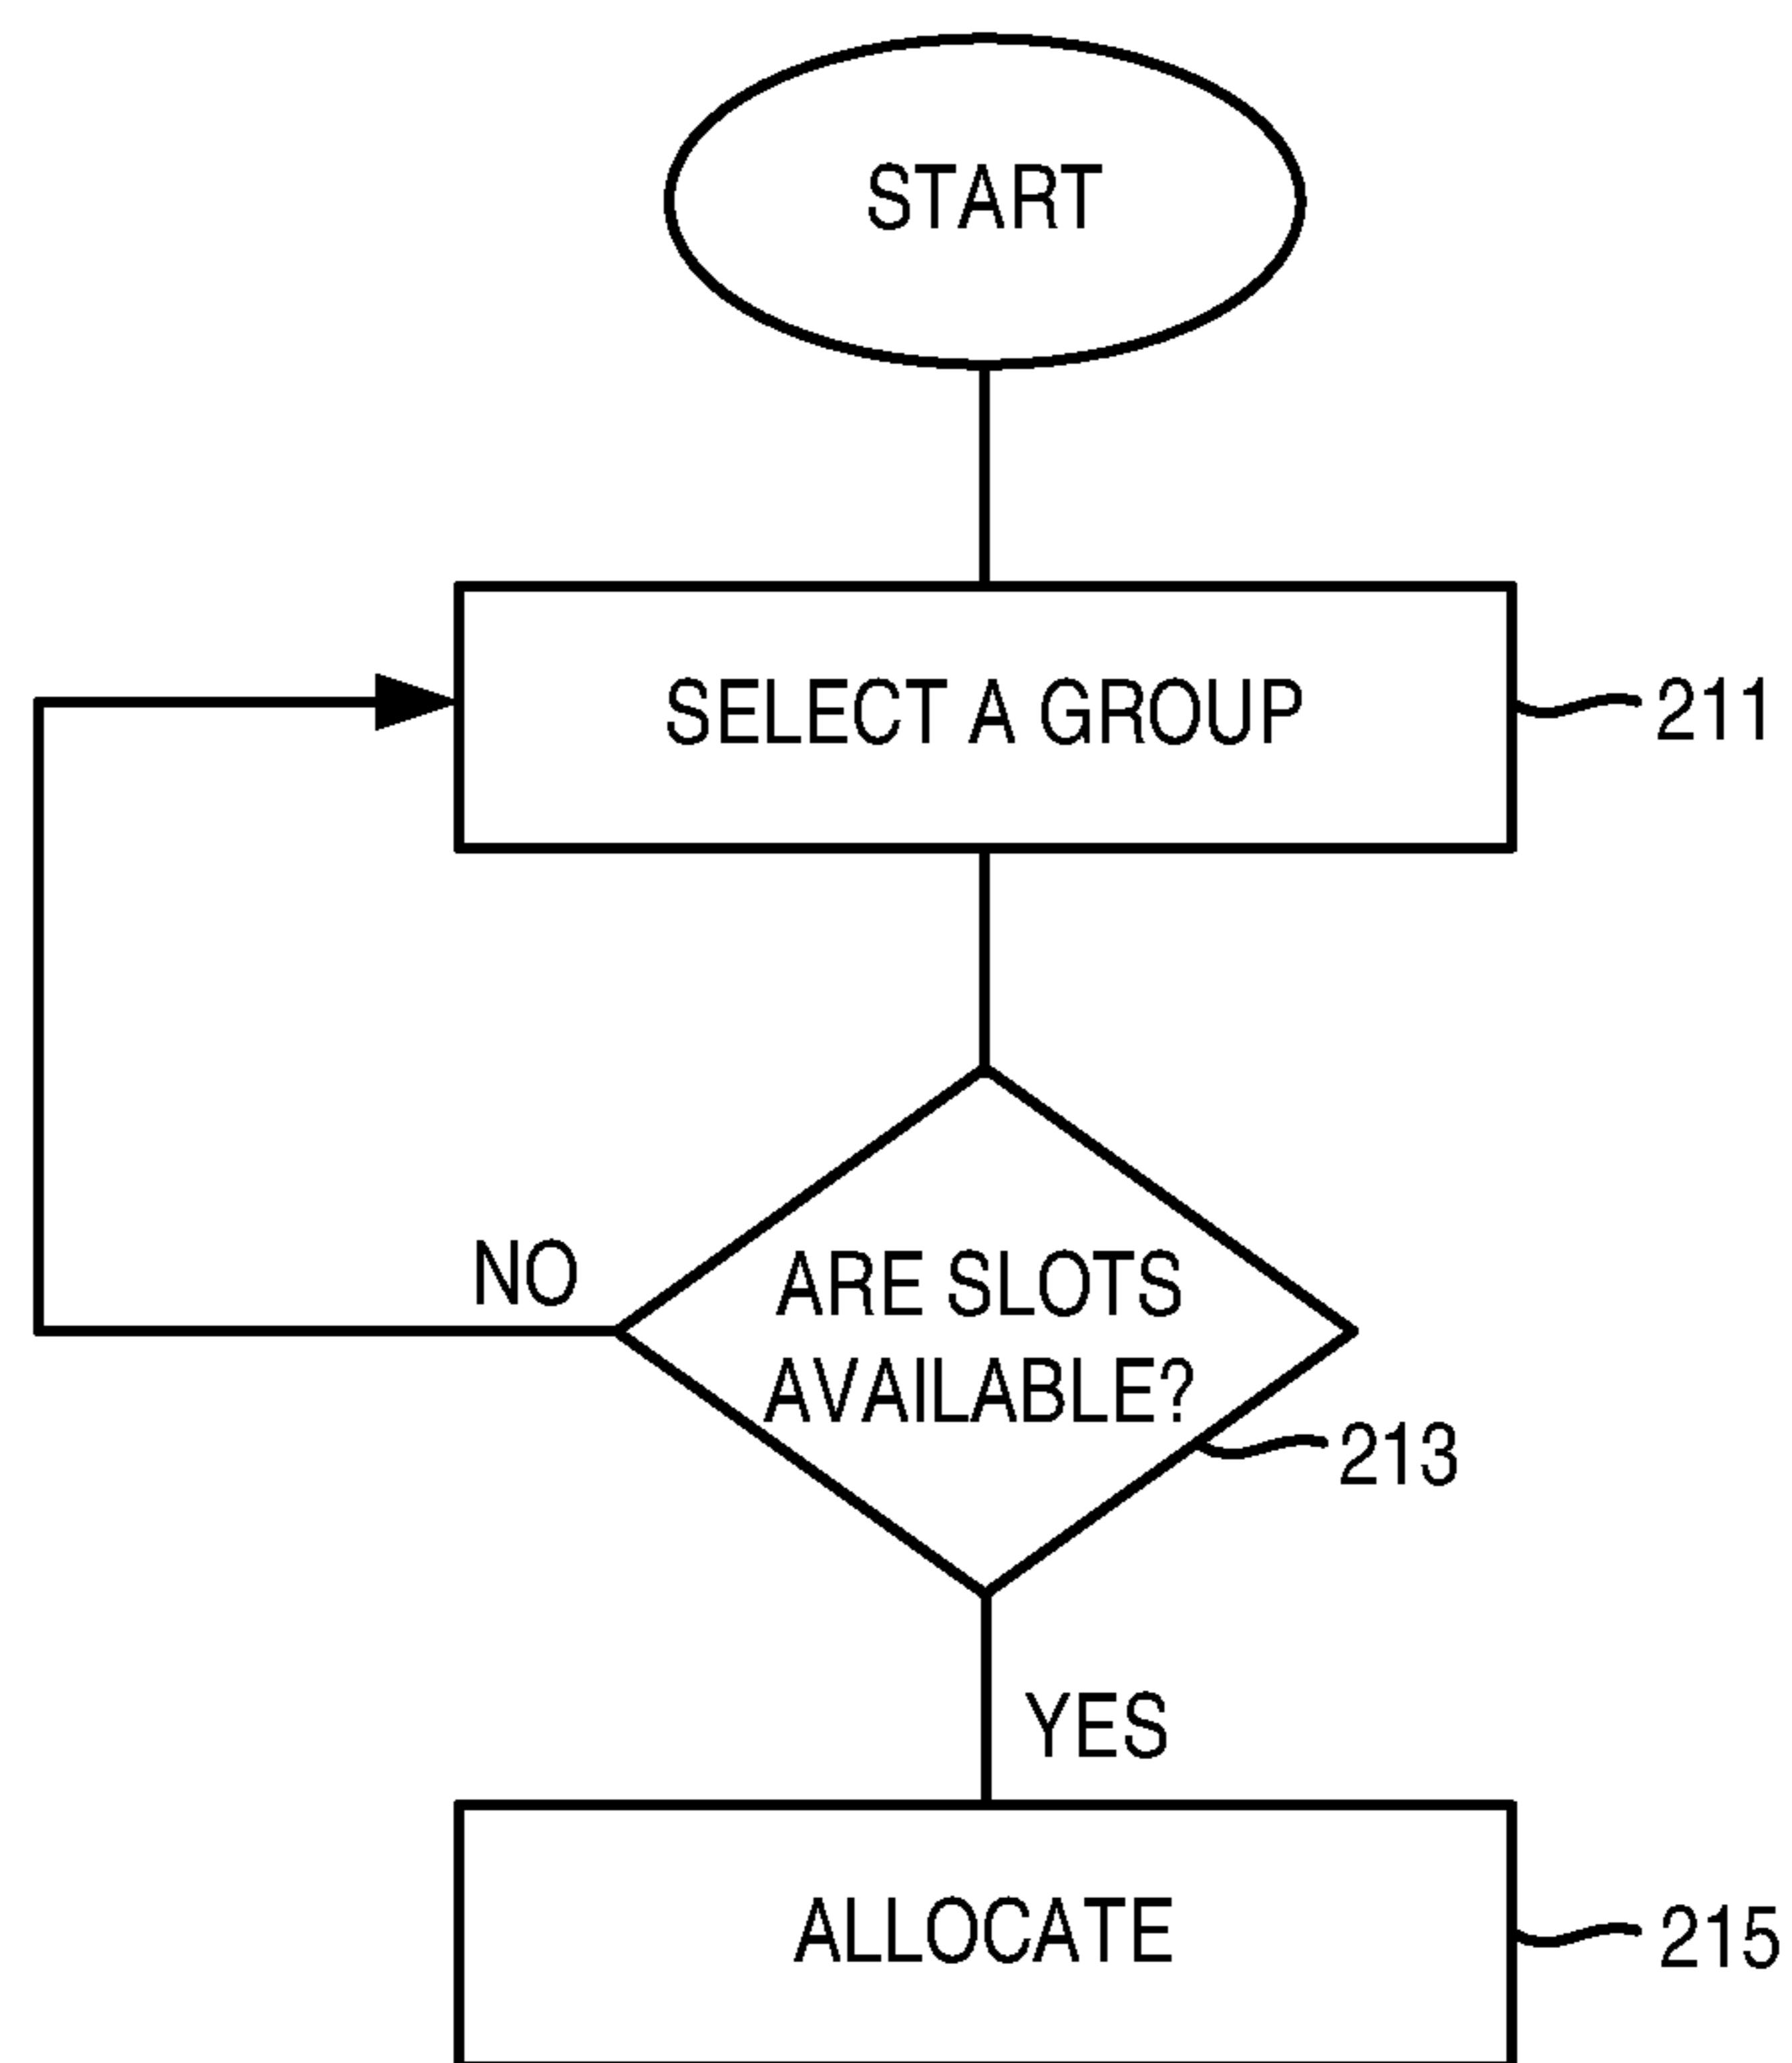 START
SELECT A GROUP
211
NO
ARE SLOTS
AVAILABLE?
213
YES
ALLOCATE
215